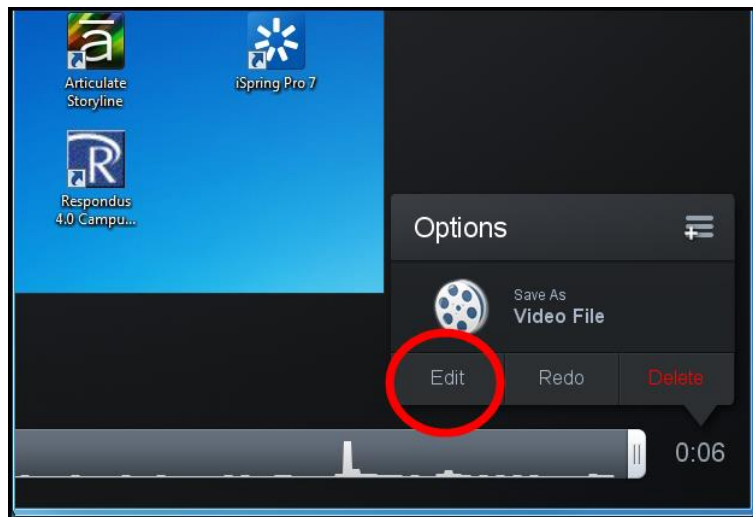 Articulate
Storyline
iSpring Pro 7
Respondus
4.0 Campu...
Options
Save As
Video File
Edit
Redo
Delete
0:06